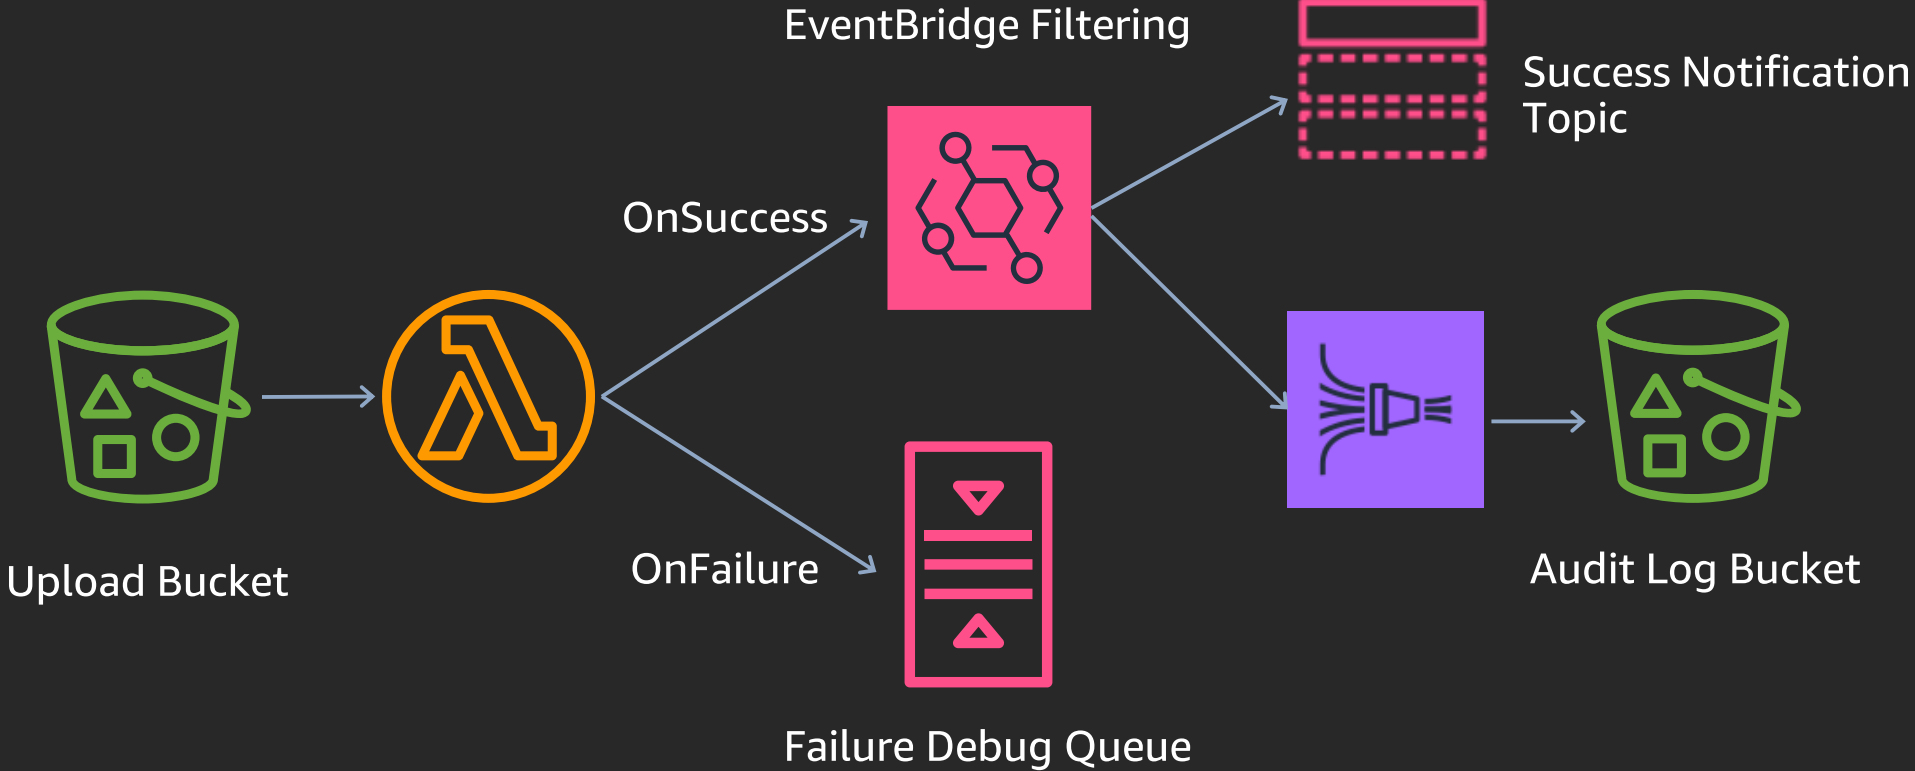 EventBridge Filtering
Success Notification
Topic
OnSuccess
OnFailure
Upload Bucket
Audit Log Bucket
Failure Debug Queue